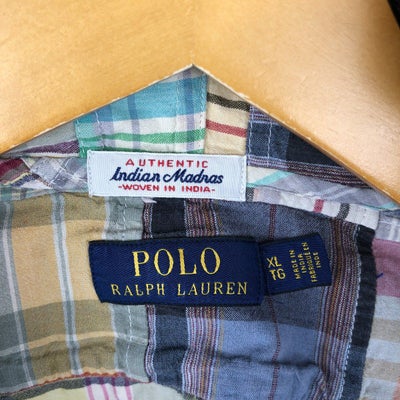 AUTHENTIC
Indian Madras
-WOVEN IN INDIA-
POLO
RALPH LAUREN
XL
TG
MADE IN
INDIA
FABRIQUÉ EN
INDE